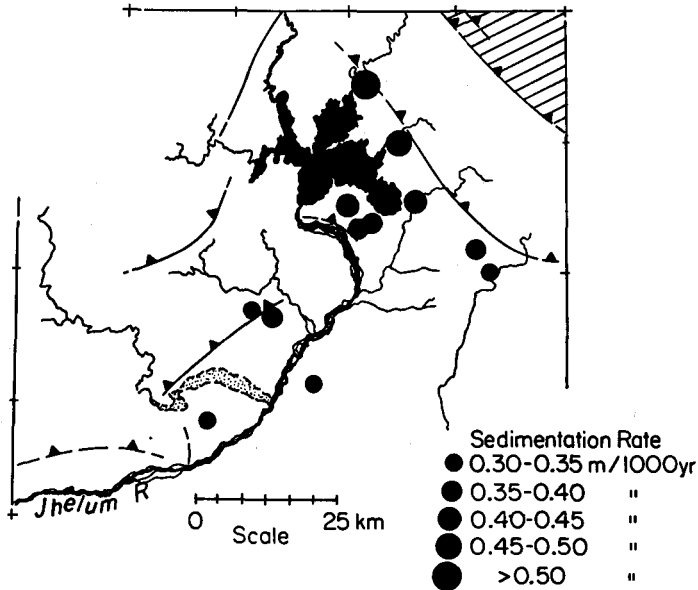 Jhelum R
0 25 km
Scale
Sedimentation Rate
0.30-0.35 m/1000yr
0.35-0.40 "
0.40-0.45 "
0.45-0.50 "
>0.50 "